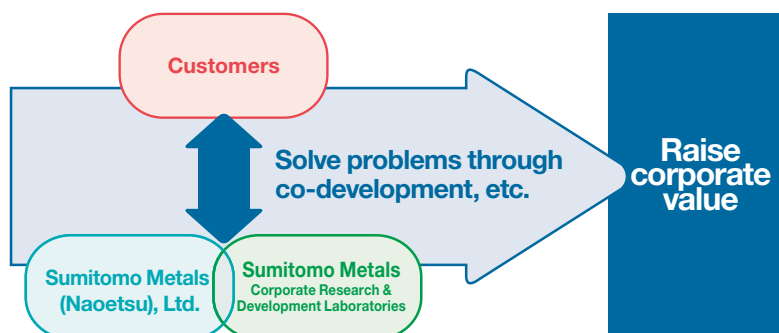 Customers
Solve problems through
co-development, etc.
Raise
corporate
value
Sumitomo Metals
(Naoetsu), Ltd.
Sumitomo Metals
Corporate Research &
Development Laboratories